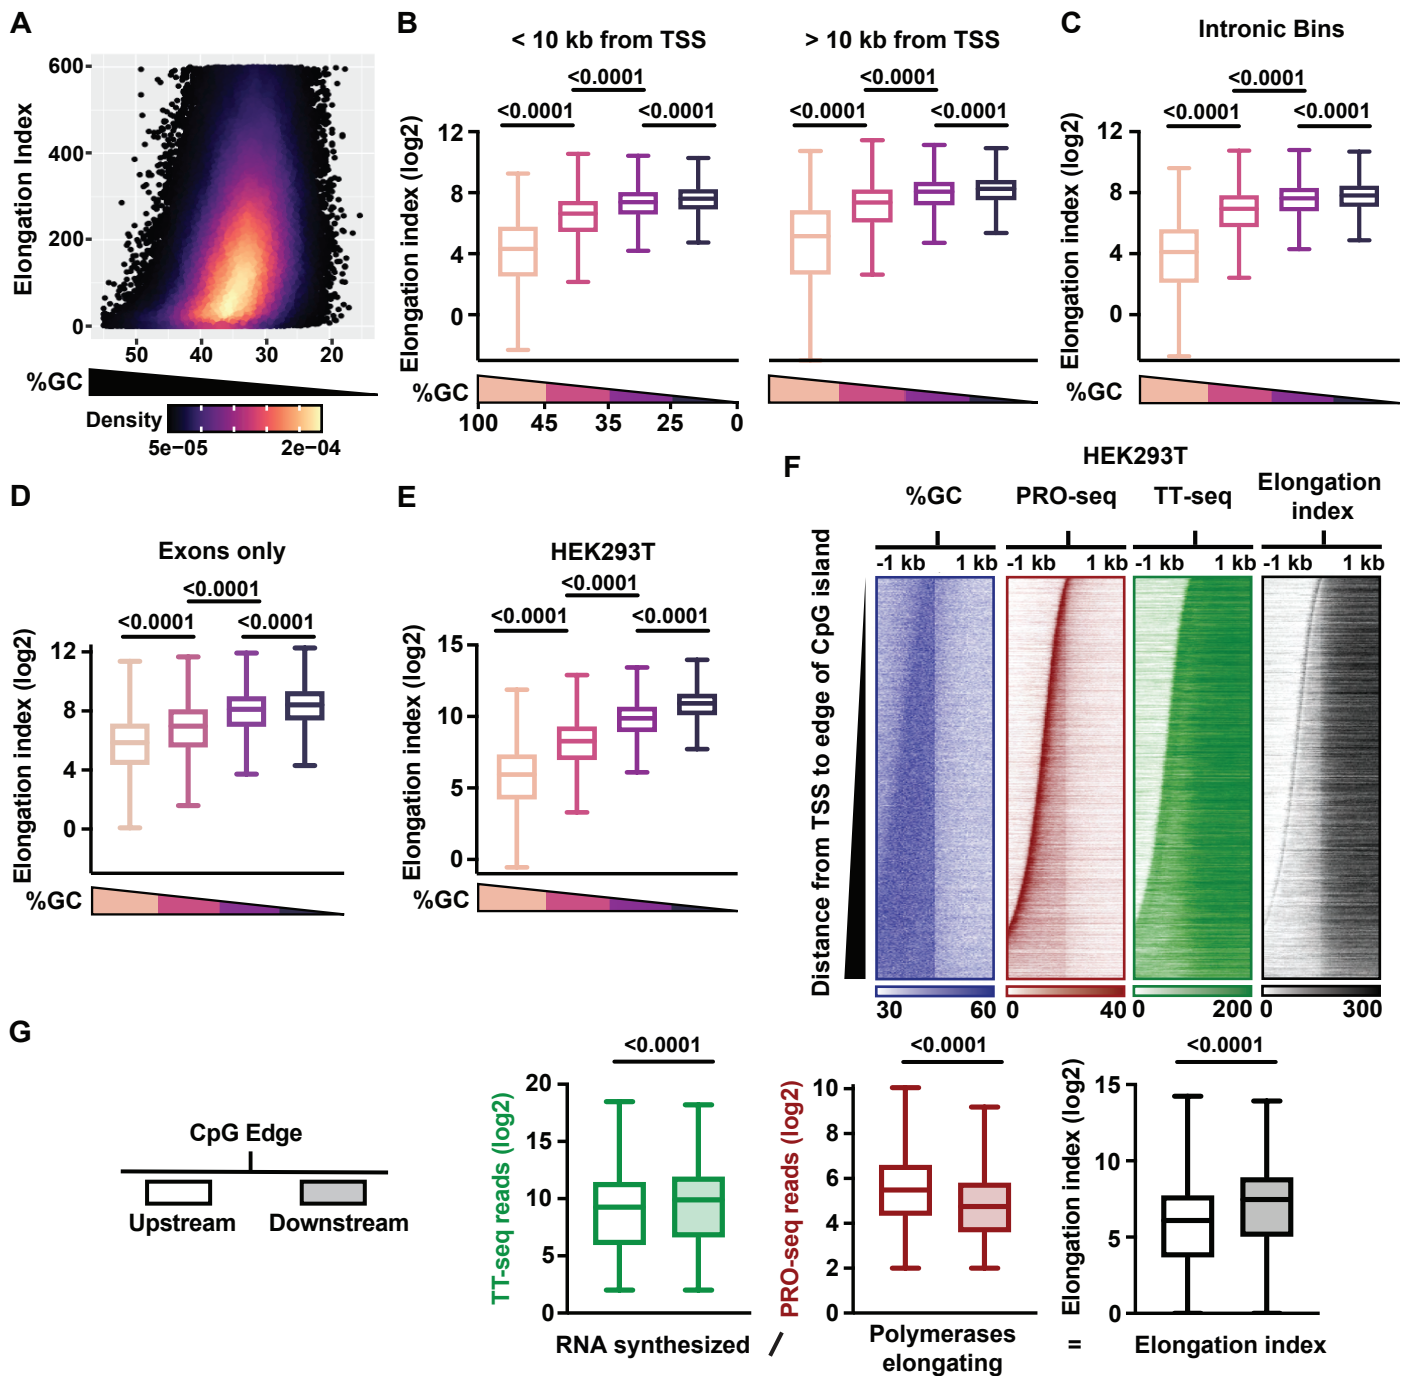 A
Elongation Index
600
400
200
0
50
40
30
20
%GC
Density
5e−05
2e−04
B
< 10 kb from TSS
<0.0001
<0.0001
<0.0001
Elongation index (log2)
12
8
4
0
%GC
100
45
35
25
0
> 10 kb from TSS
<0.0001
<0.0001
<0.0001
C
Intronic Bins
<0.0001
<0.0001
<0.0001
Elongation index (log2)
12
8
4
0
%GC
D
Exons only
<0.0001
<0.0001
<0.0001
Elongation index (log2)
12
8
4
0
%GC
E
HEK293T
<0.0001
<0.0001
<0.0001
Elongation index (log2)
15
10
5
0
%GC
F
HEK293T
%GC
PRO-seq
TT-seq
Elongation
index
-1 kb
1 kb
-1 kb
1 kb
-1 kb
1 kb
-1 kb
1 kb
Distance from TSS to edge of CpG island
30
60
0
40
0
200
0
300
G
CpG Edge
Upstream
Downstream
<0.0001
TT-seq reads (log2)
20
15
10
5
0
RNA synthesized
/
<0.0001
PRO-seq reads (log2)
10
8
6
4
2
0
Polymerases
elongating
=
<0.0001
Elongation index (log2)
15
10
5
0
Elongation index